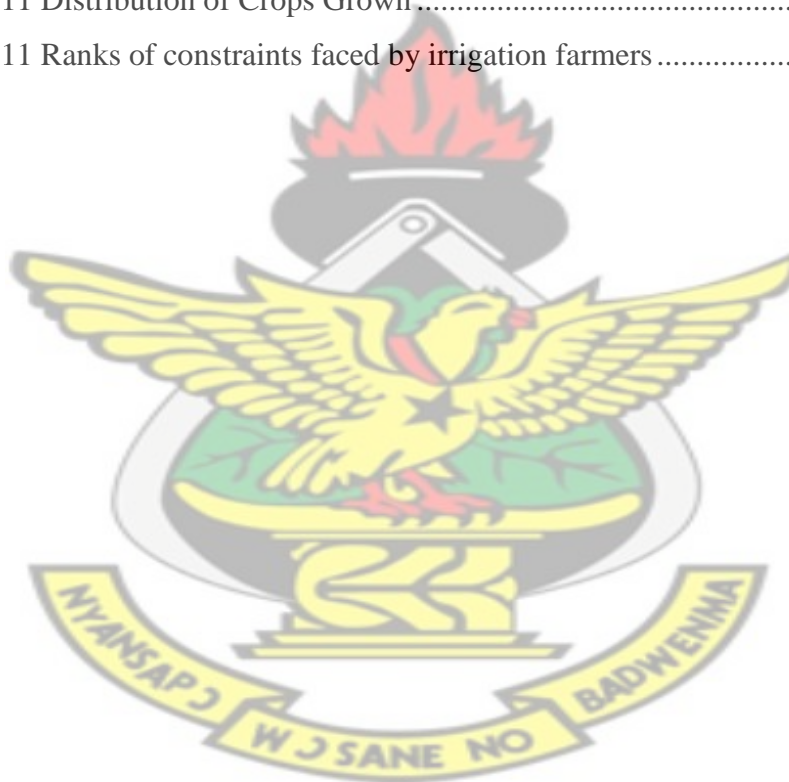 11 Distribution of Crops Grown..............................................
11 Ranks of constraints faced by irrigation farmers.................
NYANSAPƆ WƆSANE NO BADWENMA